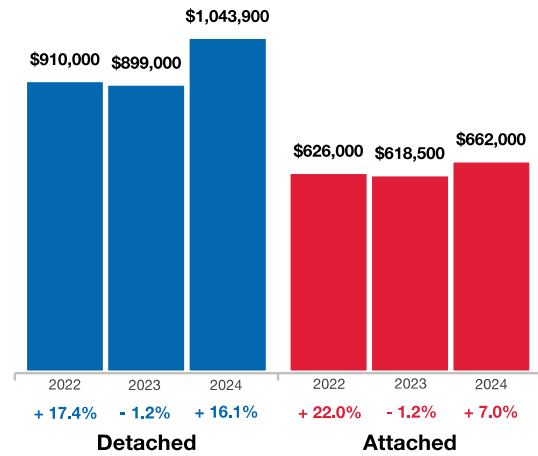 $1,043,900
$910,000 $899,000
$662,000
$626,000 $618,500
2022 2023 2024 2022 2023 2024
+ 17.4% - 1.2% + 16.1% + 22.0% - 1.2% + 7.0%
Detached Attached